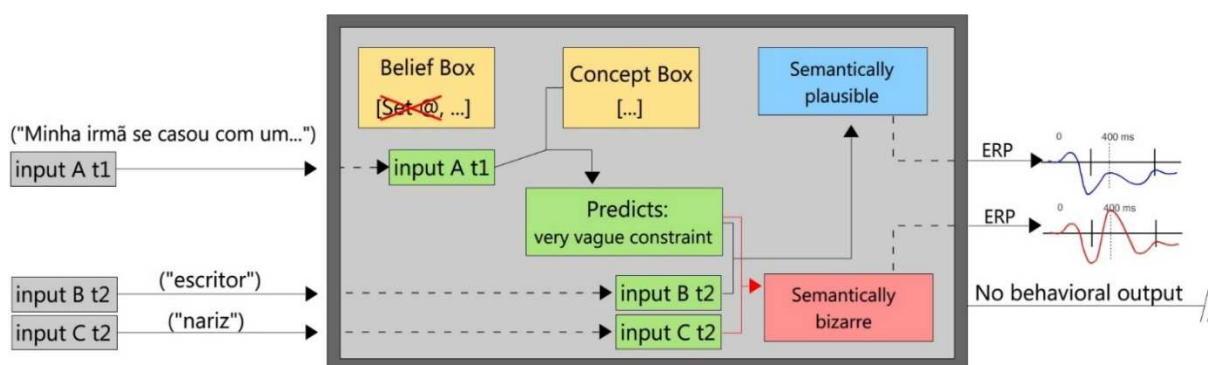 Belief Box
[Set-@, ...]
Concept Box
[...]
Semantically
plausible
("Minha irmã se casou com um...")
input A t1
input A t1
Predicts:
very vague constraint
ERP
0
400 ms
ERP
0
400 ms
input B t2
("escritor")
input B t2
input C t2
("nariz")
input C t2
Semantically
bizarre
No behavioral output